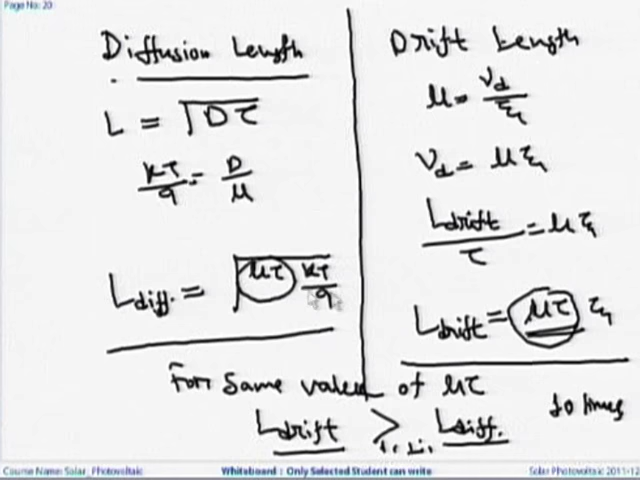 Page No: 20
Diffusion Length
L = √Dτ
kT/q = D/μ
Ldiff. = √μτ kT/q
Drift Length
μ = Vd/ξ
Vd = μξ
Ldrift/τ = μξ
Ldrift = μτ ξ
For same value of μτ
10 times
Ldrift > Ldiff.
Course Name: Solar_Photovoltaic
Whiteboard : Only Selected Student can write
Solar Photovoltaic 2011-12